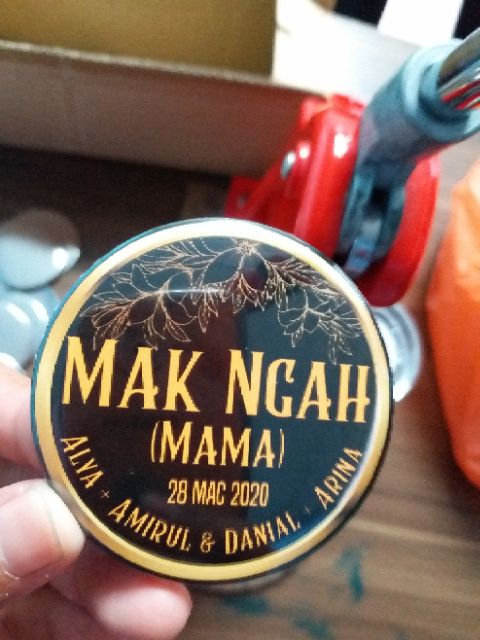 MAK NGAH
(MAMA)
28 MAC 2020
ALYA + AMIRUL & DANIAL + ARINA